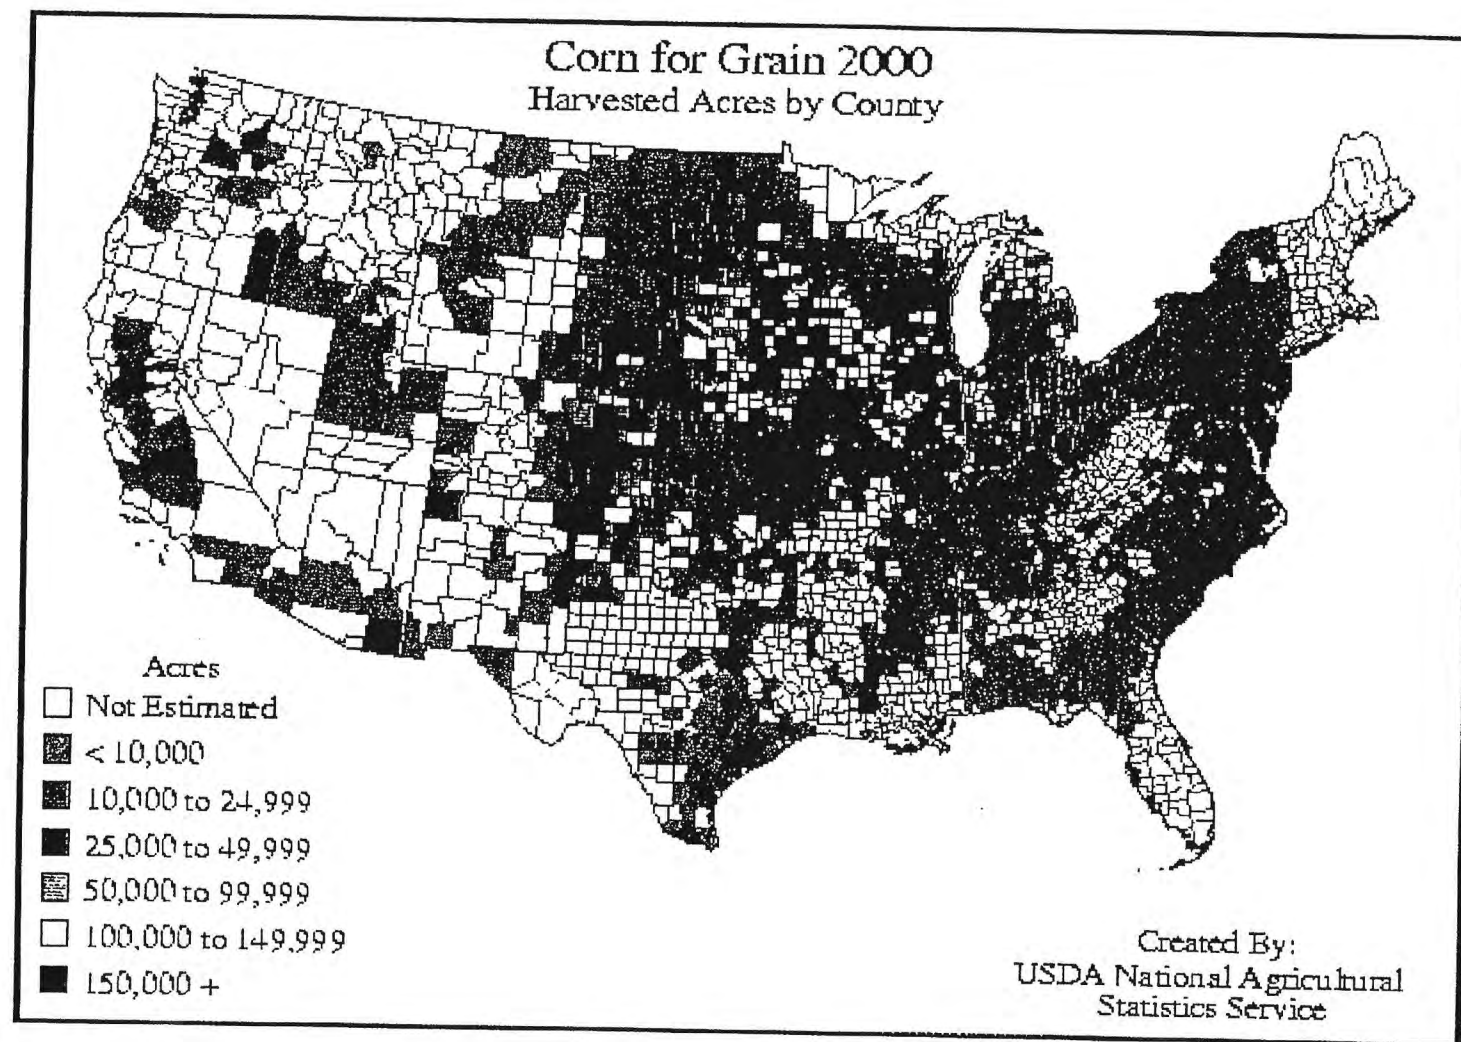 Corn for Grain 2000
Harvested Acres by County
Acres
Not Estimated
< 10,000
10,000 to 24,999
25,000 to 49,999
50,000 to 99,999
100,000 to 149,999
150,000 +
Created By:
USDA National Agricultural
Statistics Service